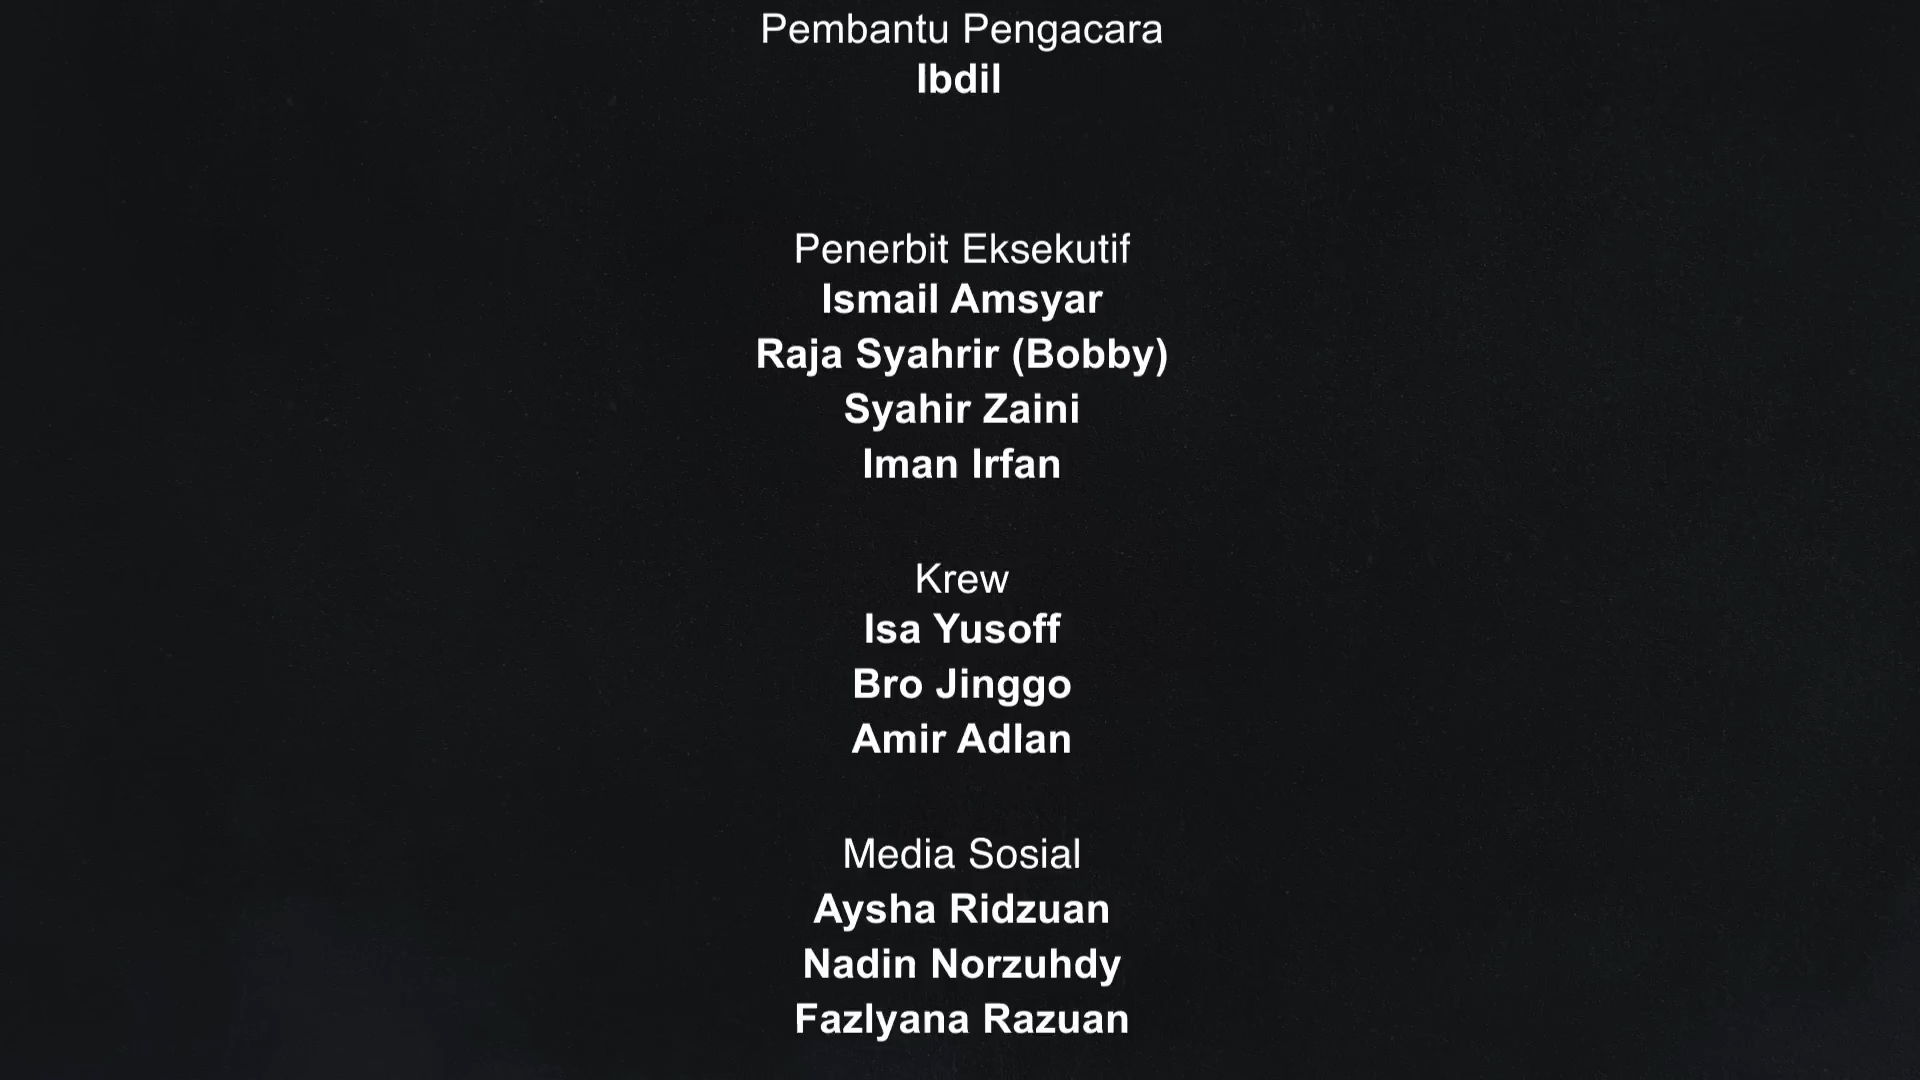 Pembantu Pengacara
Ibdil
Penerbit Eksekutif
Ismail Amsyar
Raja Syahrir (Bobby)
Syahir Zaini
Iman Irfan
Krew
Isa Yusoff
Bro Jinggo
Amir Adlan
Media Sosial
Aysha Ridzuan
Nadin Norzuhdy
Fazlyana Razuan